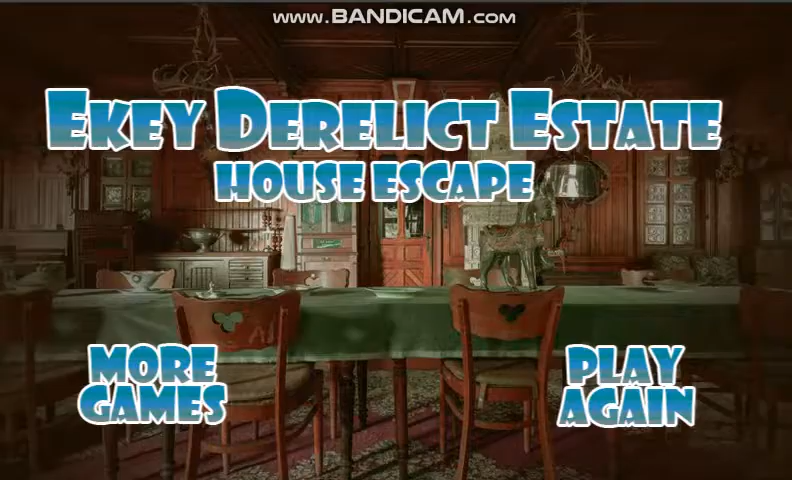 WWW.BANDICAM.COM
EKEY DERELICT ESTATE
HOUSE ESCAPE
MORE
GAMES
PLAY
AGAIN